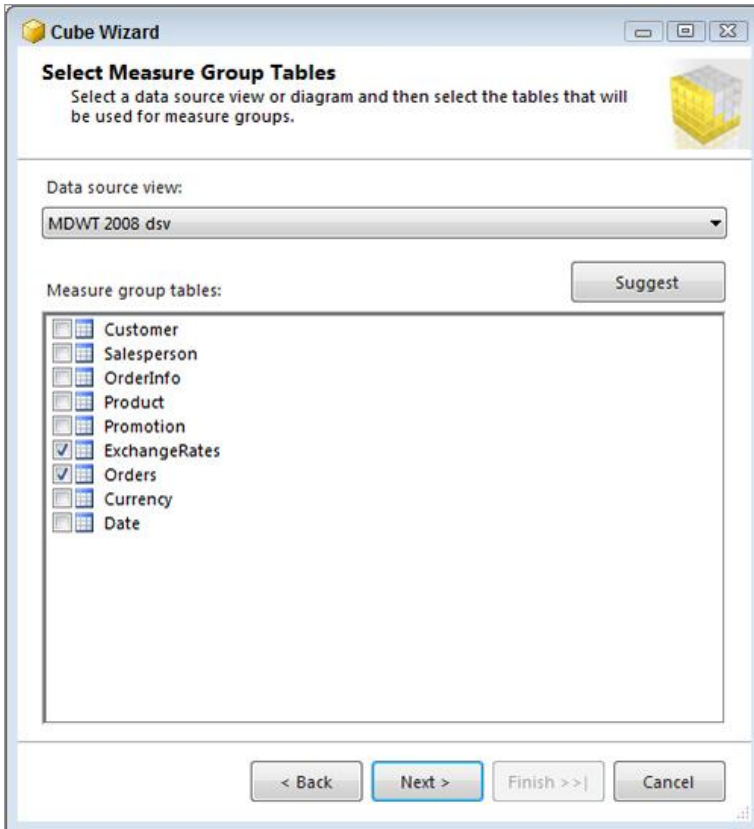 Cube Wizard
Select Measure Group Tables
Select a data source view or diagram and then select the tables that will
be used for measure groups.
Data source view:
MDWT 2008 dsv
Suggest
Measure group tables:
Customer
Salesperson
OrderInfo
Product
Promotion
ExchangeRates
Orders
Currency
Date
< Back
Next >
Finish >>|
Cancel